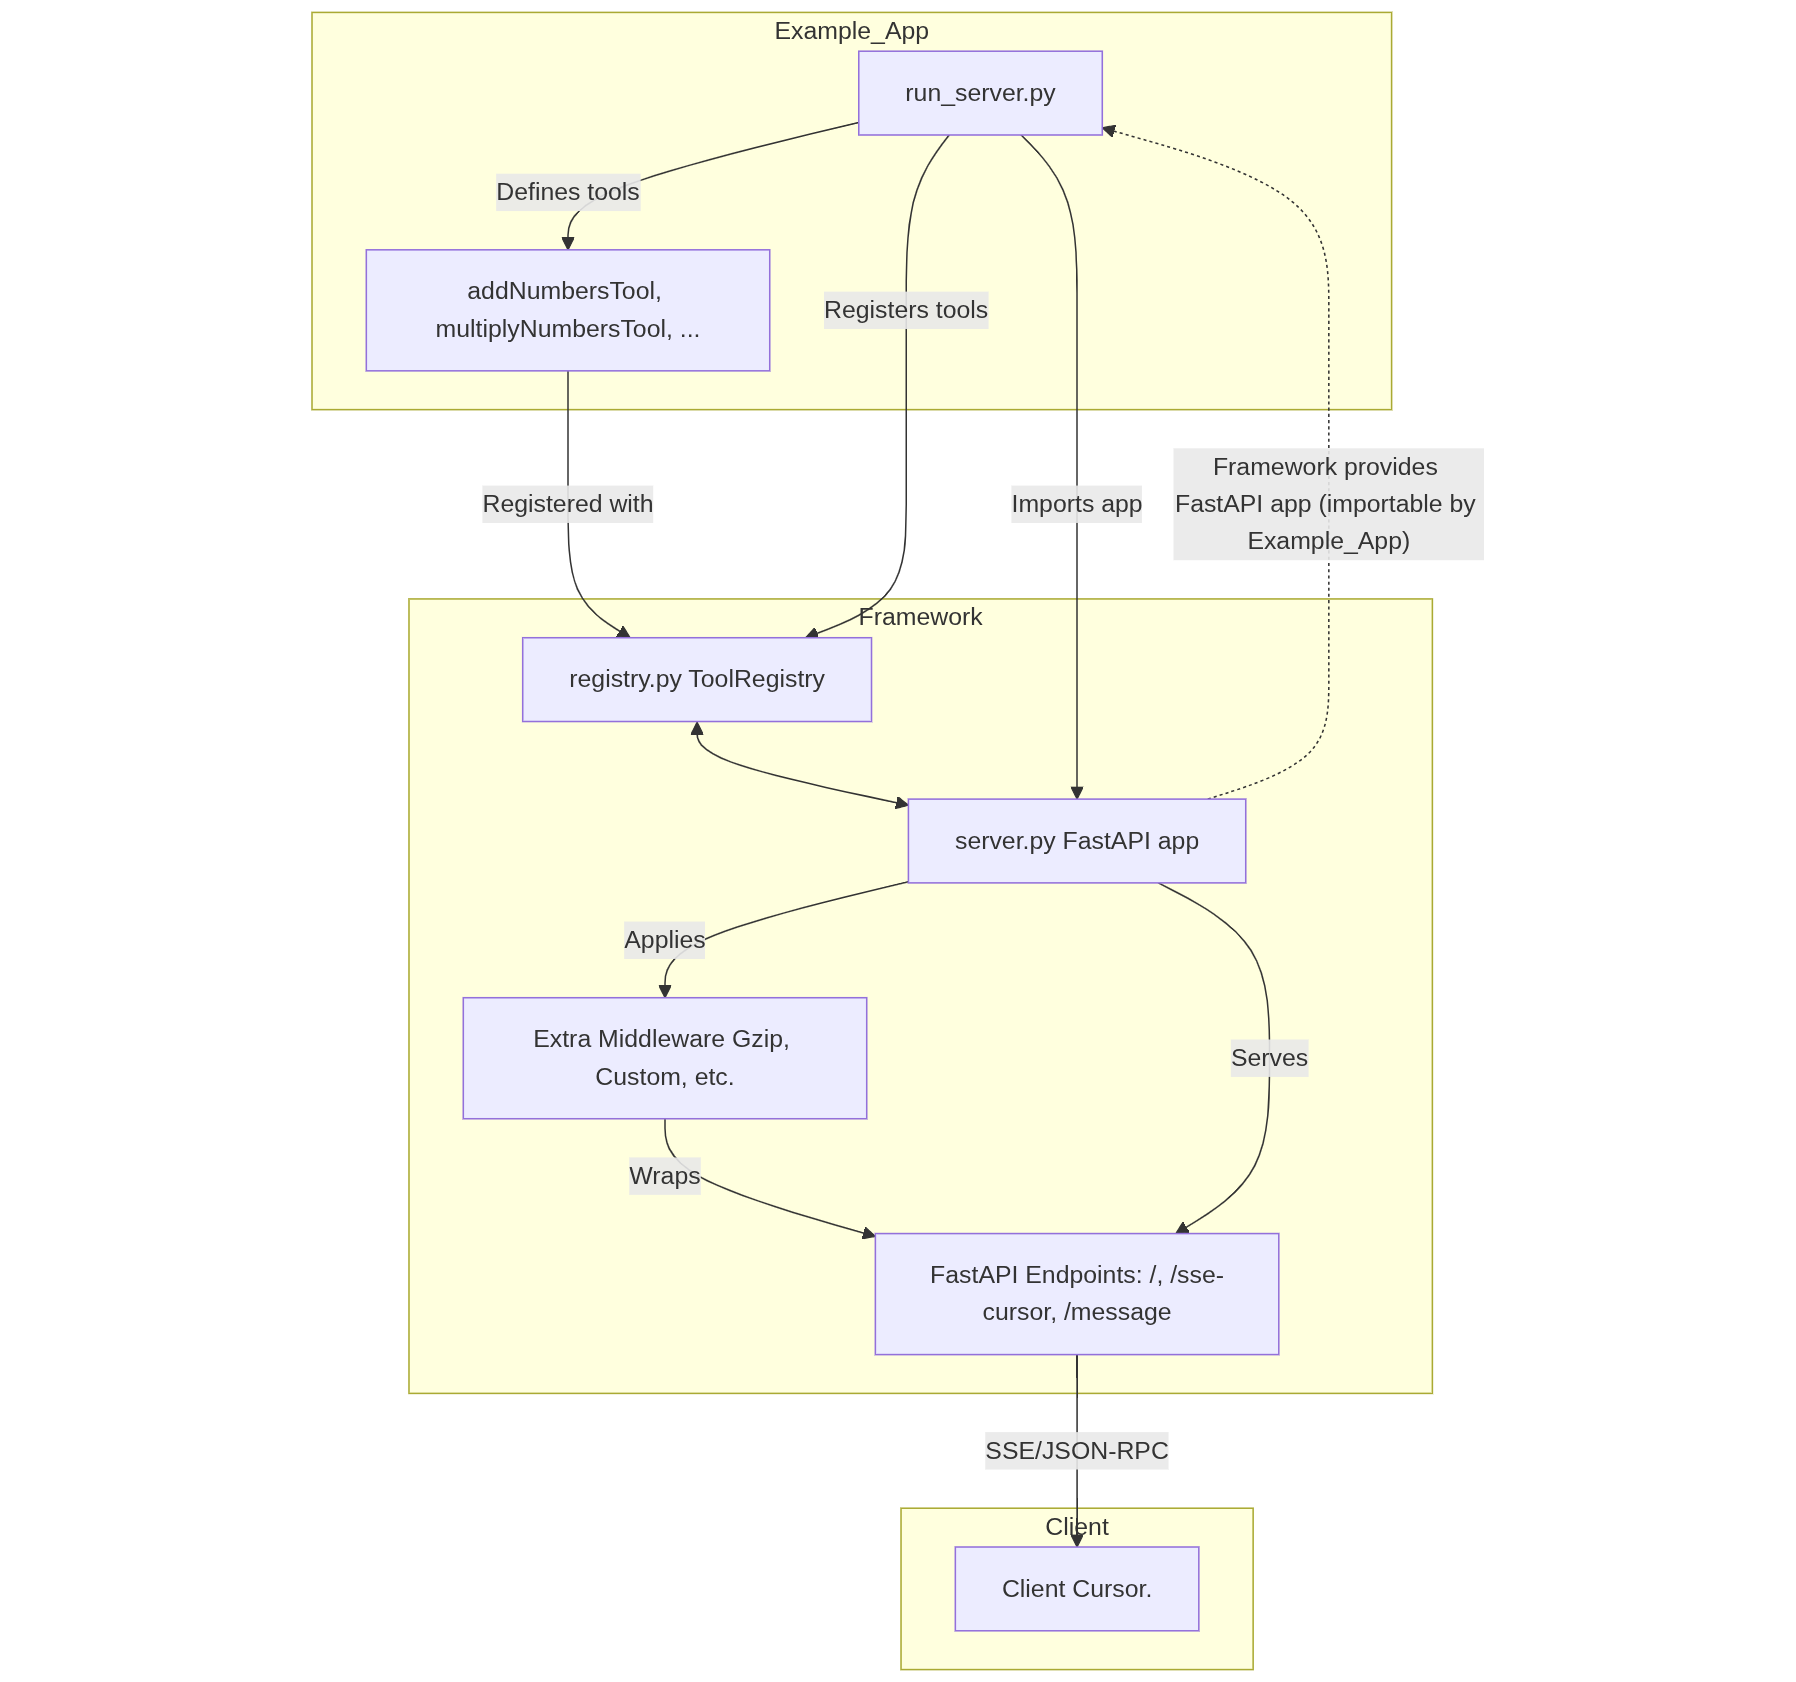 Example_App
run_server.py
Defines tools
addNumbersTool,
multiplyNumbersTool, ...
Registers tools
Registered with
Imports app
Framework provides
FastAPI app (importable by
Example_App)
Framework
registry.py ToolRegistry
server.py FastAPI app
Applies
Extra Middleware Gzip,
Custom, etc.
Serves
Wraps
FastAPI Endpoints: /, /sse-
cursor, /message
SSE/JSON-RPC
Client
Client Cursor.